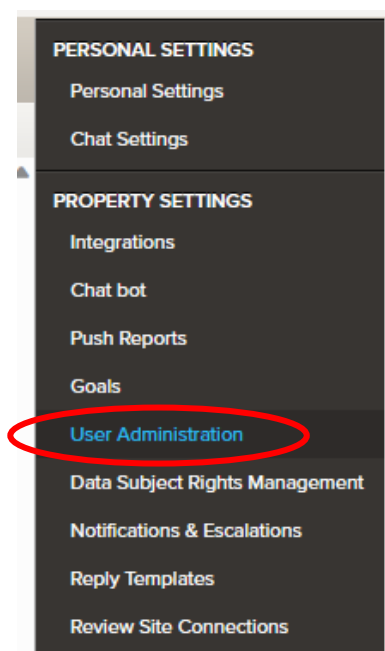 PERSONAL SETTINGS
Personal Settings
Chat Settings
PROPERTY SETTINGS
Integrations
Chat bot
Push Reports
Goals
User Administration
Data Subject Rights Management
Notifications & Escalations
Reply Templates
Review Site Connections